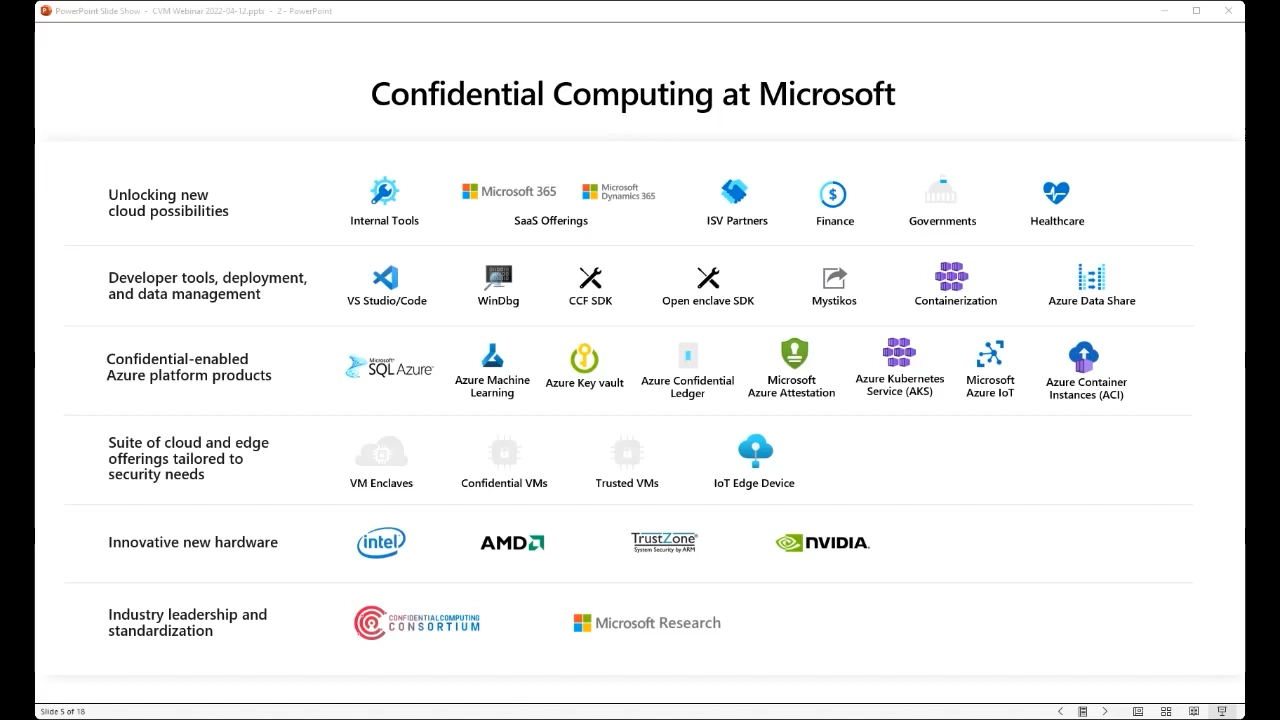 PowerPoint Slide Show - CVM Webinar 2022-04-12.pptx - 2 - PowerPoint
Confidential Computing at Microsoft
Unlocking new
cloud possibilities
Internal Tools
Microsoft 365
Microsoft
Dynamics 365
SaaS Offerings
ISV Partners
Finance
Governments
Healthcare
Developer tools, deployment,
and data management
VS Studio/Code
WinDbg
CCF SDK
Open enclave SDK
Mystikos
Containerization
Azure Data Share
Confidential-enabled
Azure platform products
Microsoft
SQL Azure
Azure Machine
Learning
Azure Key vault
Azure Confidential
Ledger
Microsoft
Azure Attestation
Azure Kubernetes
Service (AKS)
Microsoft
Azure IoT
Azure Container
Instances (ACI)
Suite of cloud and edge
offerings tailored to
security needs
VM Enclaves
Confidential VMs
Trusted VMs
IoT Edge Device
Innovative new hardware
intel
AMD
TrustZone
System Security by ARM
NVIDIA.
Industry leadership and
standardization
CONFIDENTIAL COMPUTING
CONSORTIUM
Microsoft Research
Slide 5 of 18